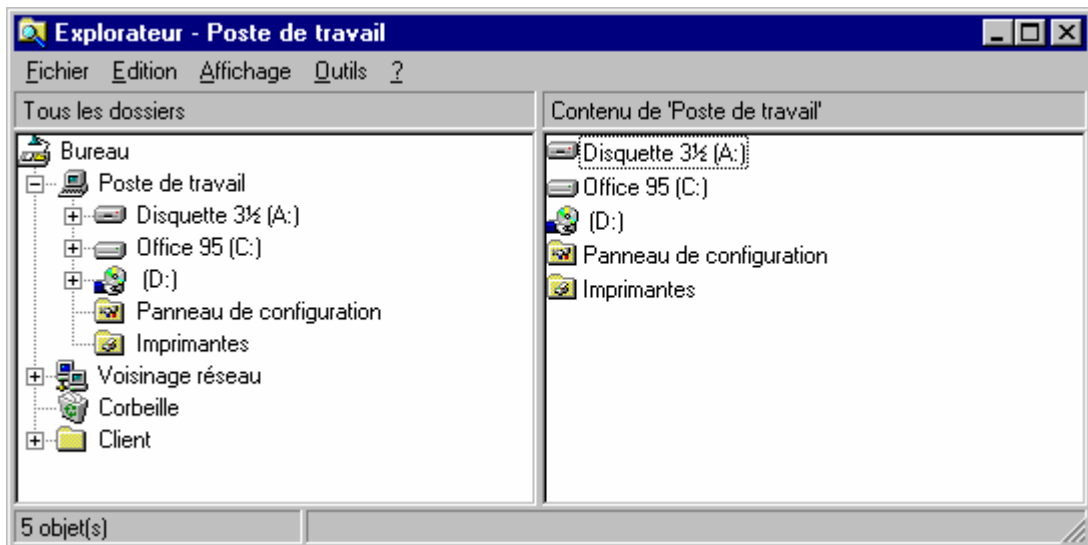 Explorateur - Poste de travail
Fichier Edition Affichage Outils ?
Tous les dossiers
Bureau
Poste de travail
Disquette 3½ (A:)
Office 95 (C:)
(D:)
Panneau de configuration
Imprimantes
Voisinage réseau
Corbeille
Client
Contenu de 'Poste de travail'
Disquette 3½ (A:)
Office 95 (C:)
(D:)
Panneau de configuration
Imprimantes
5 objet(s)